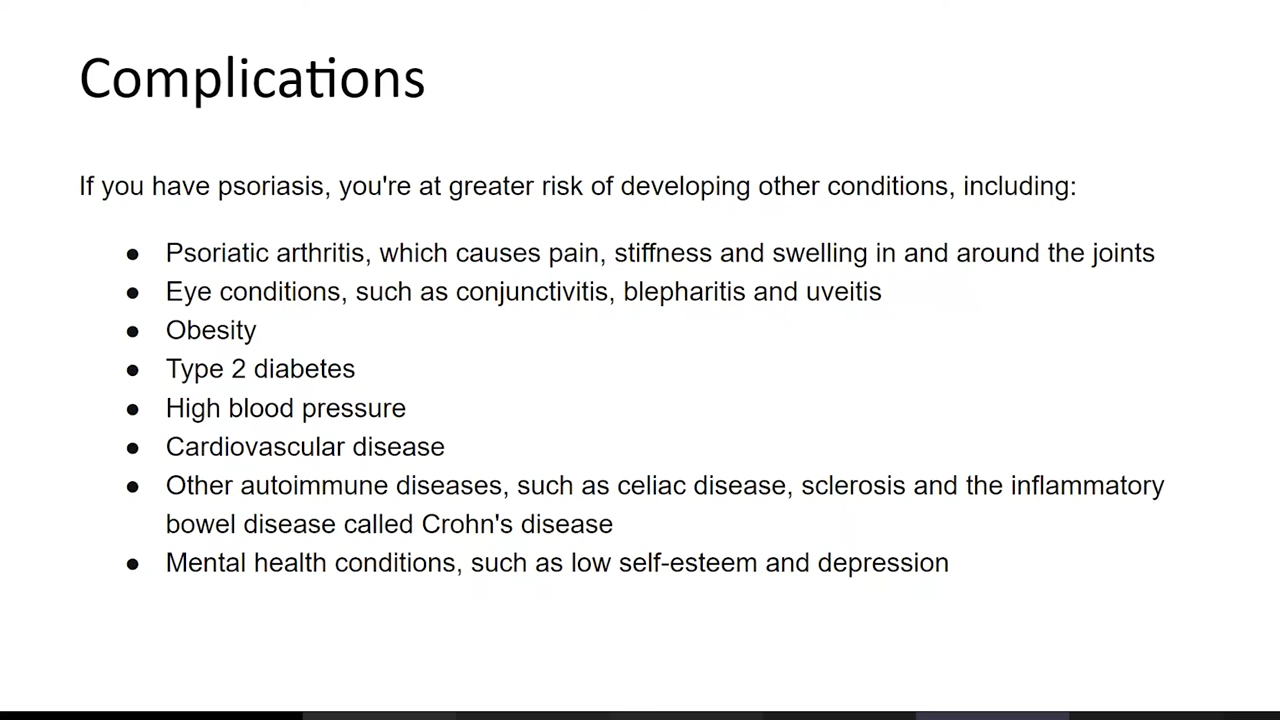 Complications
If you have psoriasis, you're at greater risk of developing other conditions, including:
● Psoriatic arthritis, which causes pain, stiffness and swelling in and around the joints
● Eye conditions, such as conjunctivitis, blepharitis and uveitis
● Obesity
● Type 2 diabetes
● High blood pressure
● Cardiovascular disease
● Other autoimmune diseases, such as celiac disease, sclerosis and the inflammatory
bowel disease called Crohn's disease
● Mental health conditions, such as low self-esteem and depression